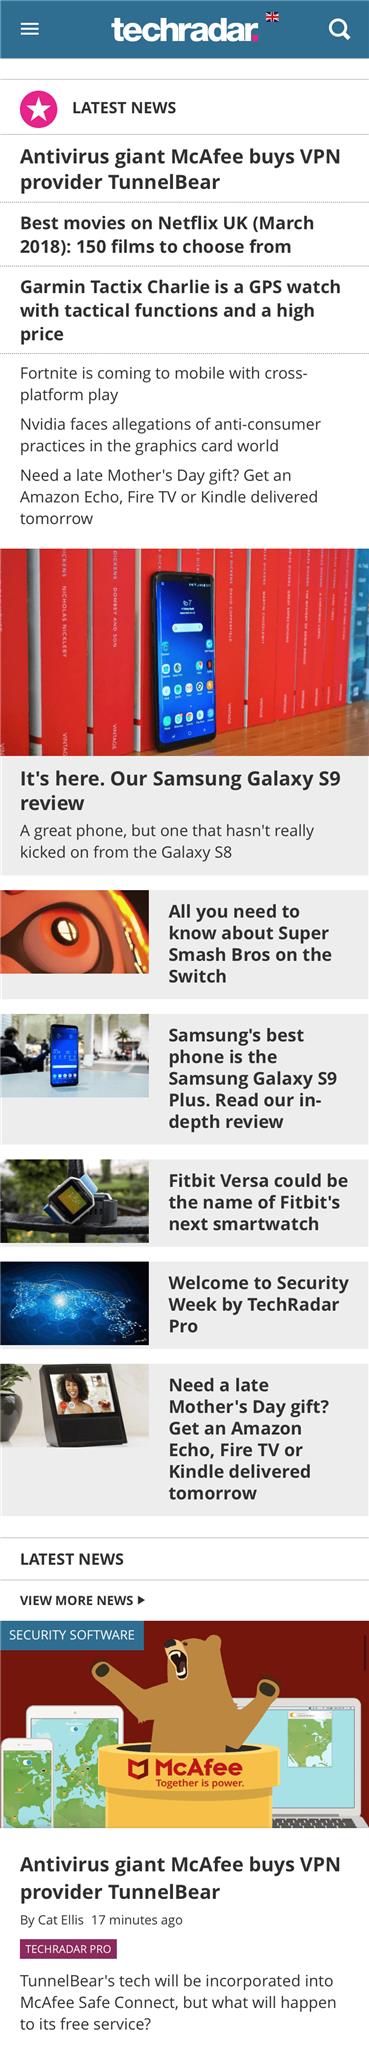 techradar.
LATEST NEWS
Antivirus giant McAfee buys VPN
provider TunnelBear
Best movies on Netflix UK (March
2018): 150 films to choose from
Garmin Tactix Charlie is a GPS watch
with tactical functions and a high
price
Fortnite is coming to mobile with cross-
platform play
Nvidia faces allegations of anti-consumer
practices in the graphics card world
Need a late Mother's Day gift? Get an
Amazon Echo, Fire TV or Kindle delivered
tomorrow
DICKENS
NICHOLAS NICKLEBY
VINTAGE
DICKENS
DOMBEY AND SON
VINTAGE
It's here. Our Samsung Galaxy S9
review
A great phone, but one that hasn't really
kicked on from the Galaxy S8
All you need to
know about Super
Smash Bros on the
Switch
Samsung's best
phone is the
Samsung Galaxy S9
Plus. Read our in-
depth review
Fitbit Versa could be
the name of Fitbit's
next smartwatch
Welcome to Security
Week by TechRadar
Pro
Need a late
Mother's Day gift?
Get an Amazon
Echo, Fire TV or
Kindle delivered
tomorrow
LATEST NEWS
VIEW MORE NEWS
SECURITY SOFTWARE
McAfee
Together is power.
Antivirus giant McAfee buys VPN
provider TunnelBear
By Cat Ellis 17 minutes ago
TECHRADAR PRO
TunnelBear's tech will be incorporated into
McAfee Safe Connect, but what will happen
to its free service?